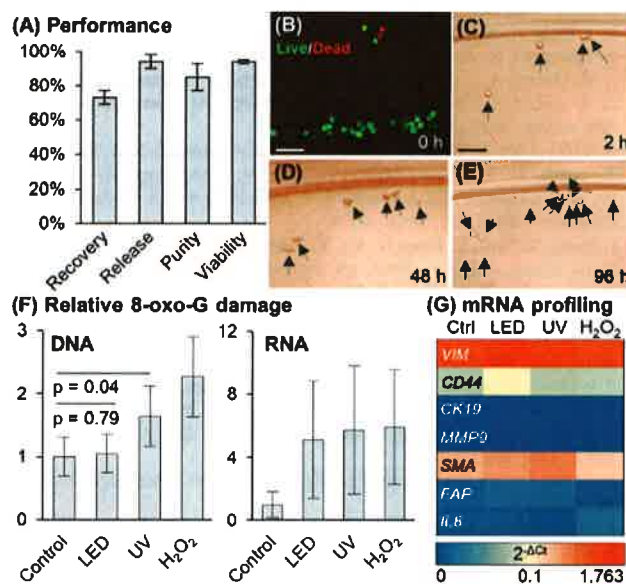 (A) Performance
100%
80%
60%
40%
20%
0%
Recovery
Release
Purity
Viability
(B)
Live/Dead
0 h
(C)
2 h
(D)
48 h
(E)
96 h
(F) Relative 8-oxo-G damage
DNA
3
2
1
0
p = 0.04
p = 0.79
Control
LED
UV
H₂O₂
RNA
12
8
4
0
Control
LED
UV
H₂O₂
(G) mRNA profiling
Ctrl LED UV H₂O₂
VIM
CD44
CK19
MMP9
SMA
FAP
IL6
2^-ΔCt
0 0.1 1.763